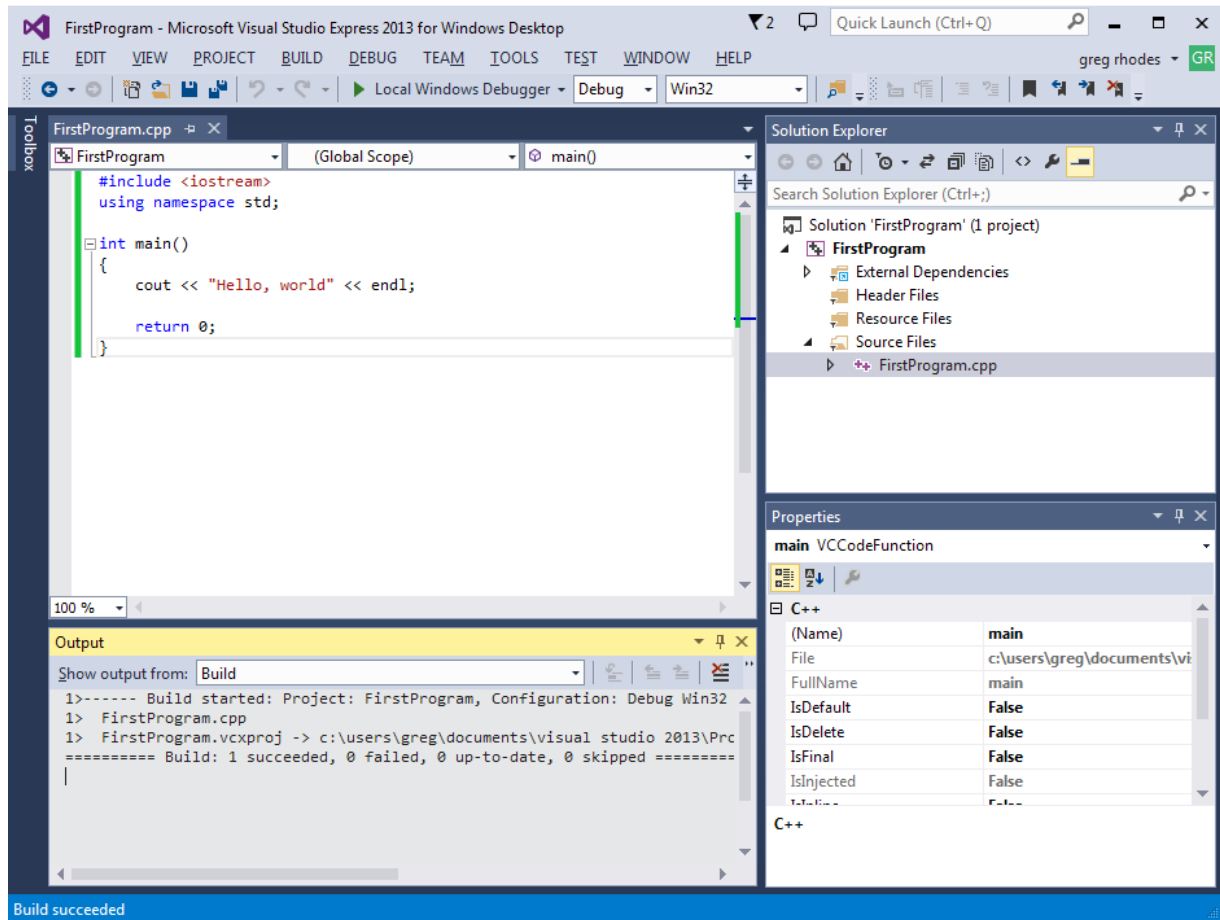 FirstProgram - Microsoft Visual Studio Express 2013 for Windows Desktop
2
Quick Launch (Ctrl+Q)
FILE EDIT VIEW PROJECT BUILD DEBUG TEAM TOOLS TEST WINDOW HELP
greg rhodes GR
Local Windows Debugger Debug Win32
Toolbox
FirstProgram.cpp
FirstProgram (Global Scope) main()
#include <iostream>
using namespace std;
int main()
{
cout << "Hello, world" << endl;
return 0;
}
100 %
Output
Show output from: Build
1>------ Build started: Project: FirstProgram, Configuration: Debug Win32
1> FirstProgram.cpp
1> FirstProgram.vcxproj -> c:\users\greg\documents\visual studio 2013\Prc
========== Build: 1 succeeded, 0 failed, 0 up-to-date, 0 skipped =========
Solution Explorer
Search Solution Explorer (Ctrl+;)
Solution 'FirstProgram' (1 project)
FirstProgram
External Dependencies
Header Files
Resource Files
Source Files
FirstProgram.cpp
Properties
main VCCodeFunction
C++
(Name) main
File c:\users\greg\documents\vi
FullName main
IsDefault False
IsDelete False
IsFinal False
IsInjected False
C++
Build succeeded